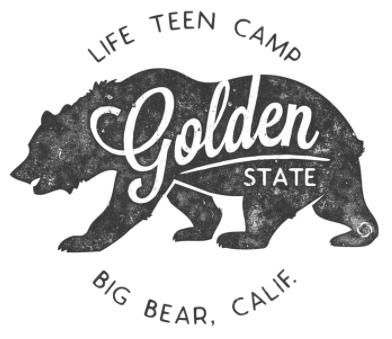 LIFE TEEN CAMP
Golden
STATE
BIG BEAR, CALIF.